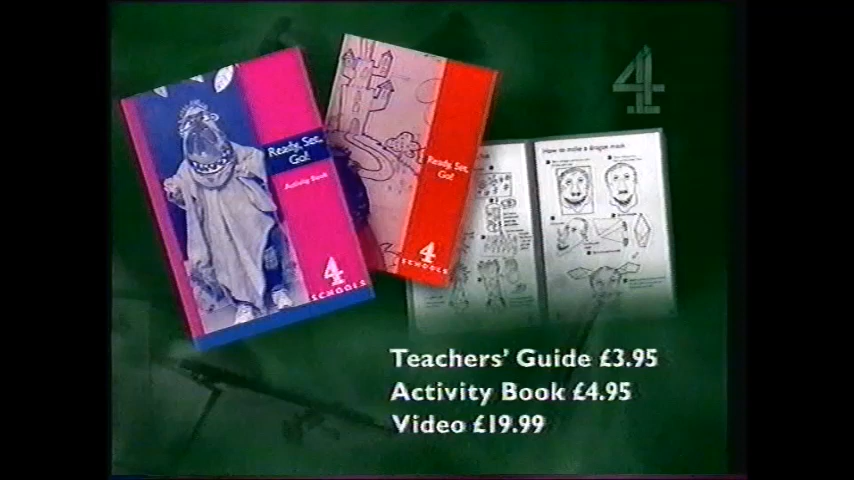 4
Ready, Set,
Go!
Activity Book
4
SCHOOLS
Ready, Set
Go!
4
SCHOOLS
How to make a dragon mask
Teachers' Guide £3.95
Activity Book £4.95
Video £19.99